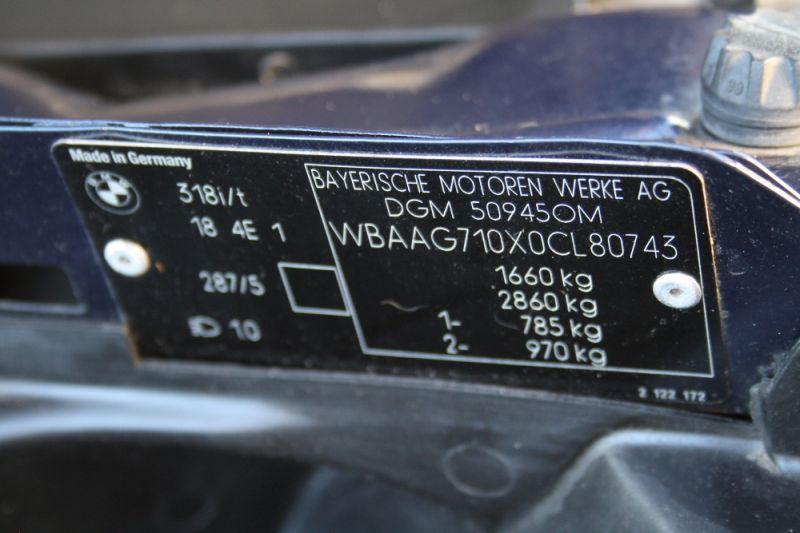 Made in Germany
BMW
318i/t
18 4E 1
287/5
10
BAYERISCHE MOTOREN WERKE AG
DGM 50945OM
WBAAG710X0CL80743
1660 kg
2860 kg
1- 785 kg
2- 970 kg
2 122 172